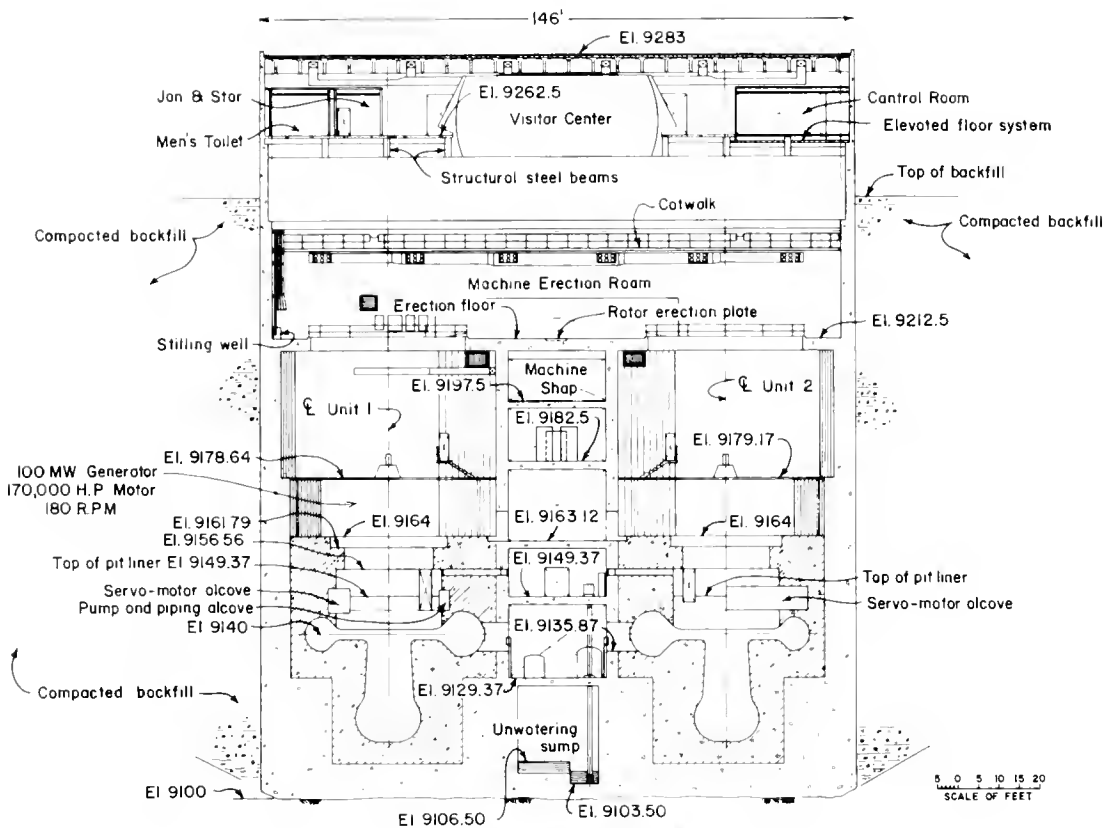 146'
El. 9283
Jan & Stor
El. 9262.5
Visitor Center
Cantral Room
Men's Toilet
Elevated floor system
Structural steel beams
Top of backfill
Catwalk
Compacted backfill
Compacted backfill
Machine Erection Roam
Erection floor
Rotor erection plate
El. 9212.5
Stilling well
Machine
Shap
El. 9197.5
℄ Unit 1
℄ Unit 2
El. 9182.5
El. 9178.64
El. 9179.17
100 MW Generator
170,000 H.P Motor
180 R.P.M
El. 9161.79
El. 9164
El. 9163.12
El. 9164
El. 9156.56
Top of pit liner El 9149.37
El. 9149.37
Top of pit liner
Servo-motor alcove
Servo-motor alcove
Pump and piping alcove
El 9140
El. 9135.87
Compacted backfill
El. 9129.37
Unwotering
sump
El 9100
El 9106.50
El 9103.50
5 0 5 10 15 20
SCALE OF FEET